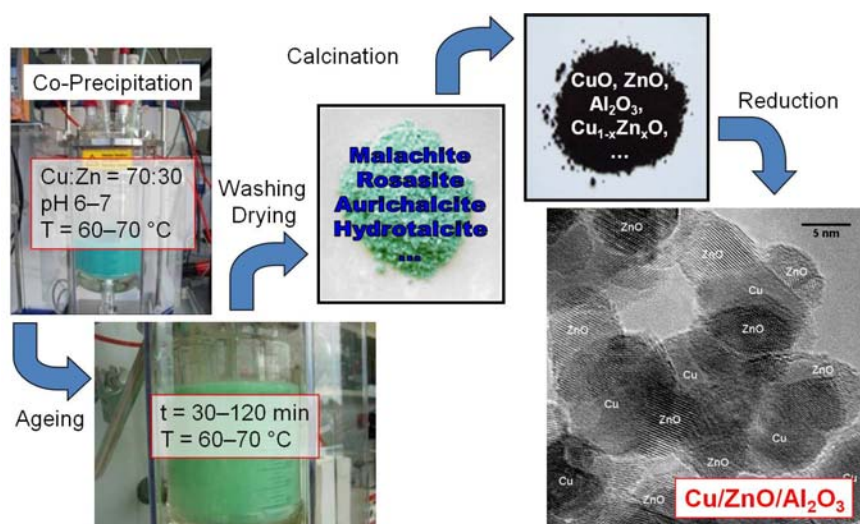 Co-Precipitation
Cu:Zn = 70:30
pH 6–7
T = 60–70 °C
Ageing
t = 30–120 min
T = 60–70 °C
Washing
Drying
Malachite
Rosasite
Aurichalcite
Hydrotalcite
...
Calcination
CuO, ZnO,
Al₂O₃,
Cu₁₋ₓZnₓO,
...
Reduction
5 nm
ZnO
ZnO
ZnO
Cu
ZnO
ZnO
Cu
ZnO
Cu
ZnO
Cu
ZnO
Cu
ZnO
Cu
Cu/ZnO/Al₂O₃